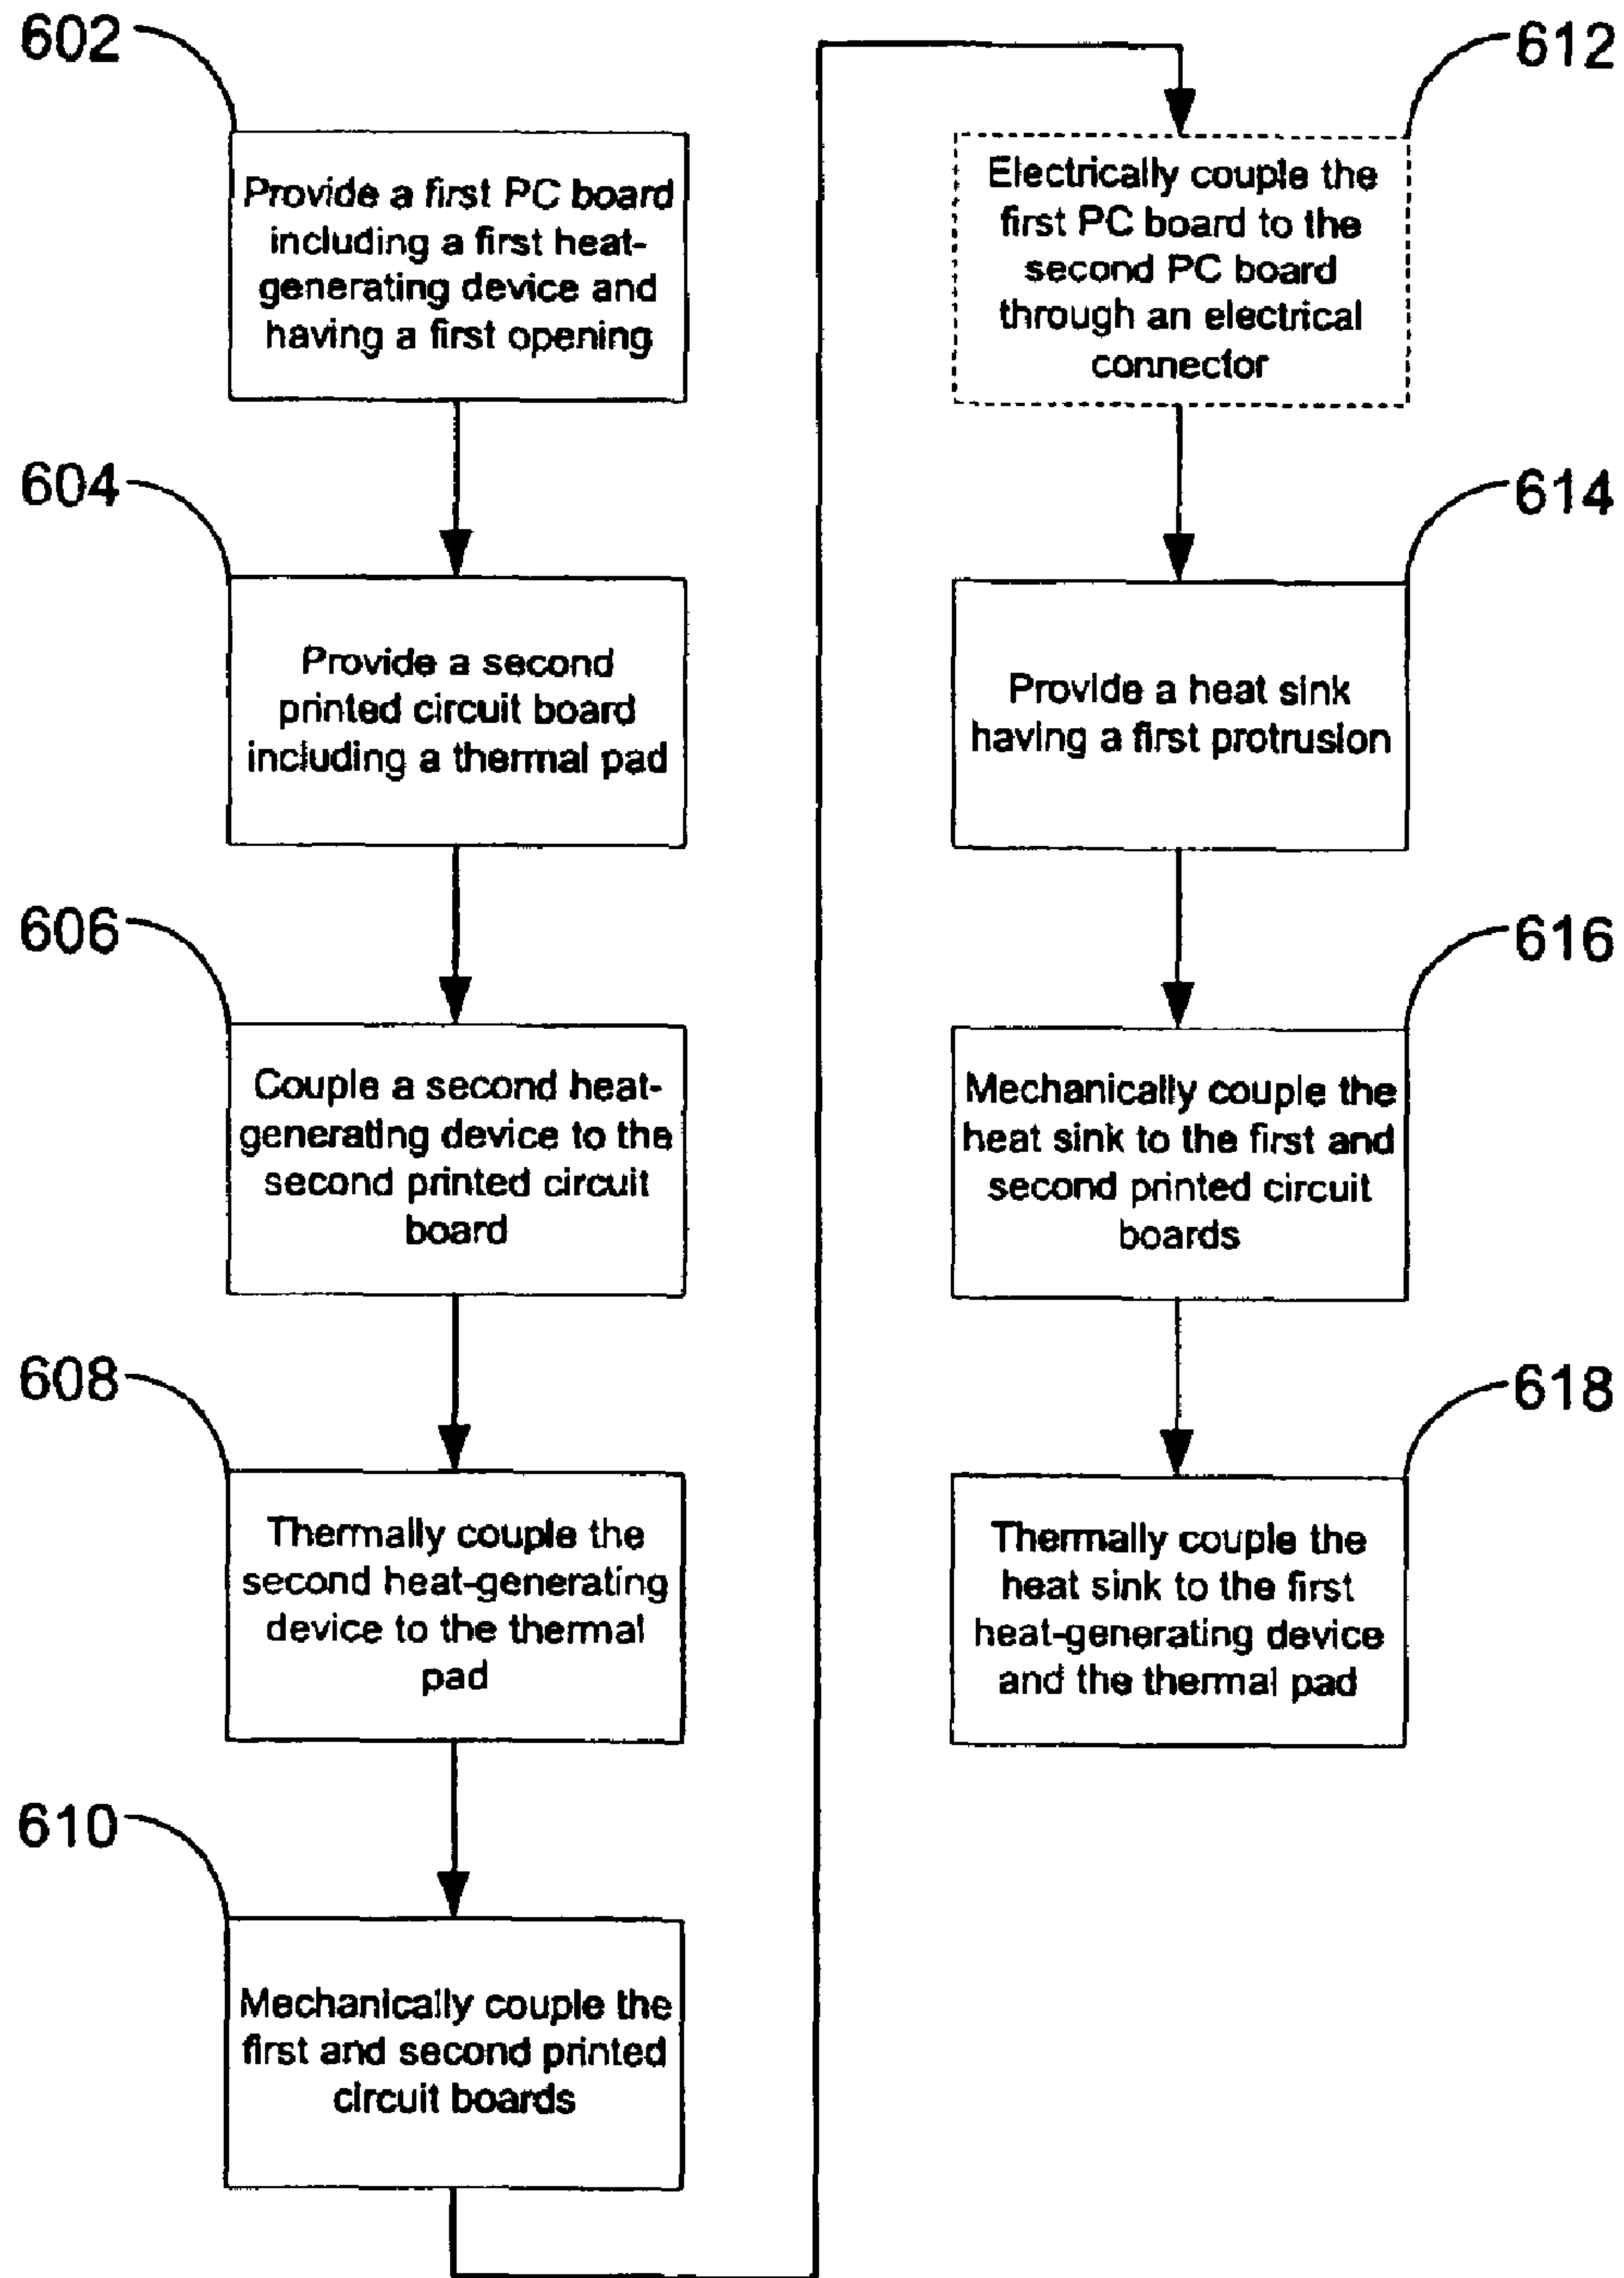 602
Provide a first PC board
including a first heat-
generating device and
having a first opening
604
Provide a second
printed circuit board
including a thermal pad
606
Couple a second heat-
generating device to the
second printed circuit
board
608
Thermally couple the
second heat-generating
device to the thermal
pad
610
Mechanically couple the
first and second printed
circuit boards
612
Electrically couple the
first PC board to the
second PC board
through an electrical
connector
614
Provide a heat sink
having a first protrusion
616
Mechanically couple the
heat sink to the first and
second printed circuit
boards
618
Thermally couple the
heat sink to the first
heat-generating device
and the thermal pad